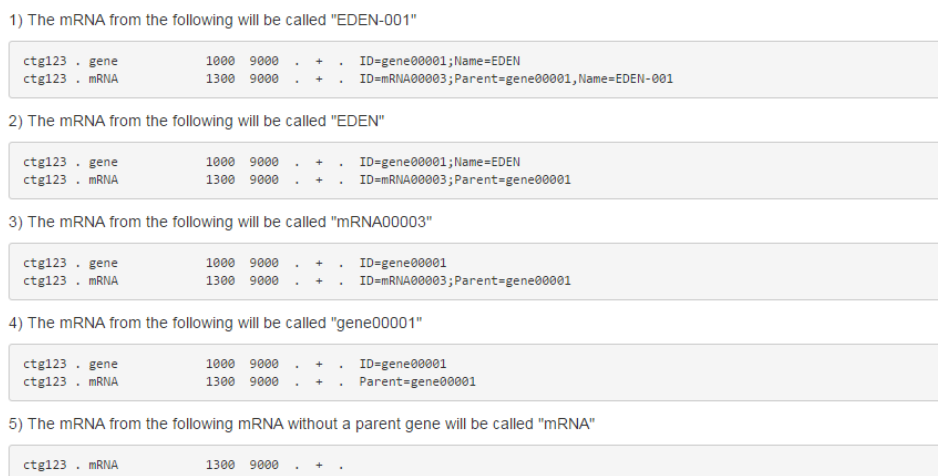 1) The mRNA from the following will be called "EDEN-001"
ctg123 . gene            1000  9000  .  +  .  ID=gene00001;Name=EDEN
ctg123 . mRNA            1300  9000  .  +  .  ID=mRNA00003;Parent=gene00001,Name=EDEN-001
2) The mRNA from the following will be called "EDEN"
ctg123 . gene            1000  9000  .  +  .  ID=gene00001;Name=EDEN
ctg123 . mRNA            1300  9000  .  +  .  ID=mRNA00003;Parent=gene00001
3) The mRNA from the following will be called "mRNA00003"
ctg123 . gene            1000  9000  .  +  .  ID=gene00001
ctg123 . mRNA            1300  9000  .  +  .  ID=mRNA00003;Parent=gene00001
4) The mRNA from the following will be called "gene00001"
ctg123 . gene            1000  9000  .  +  .  ID=gene00001
ctg123 . mRNA            1300  9000  .  +  .  Parent=gene00001
5) The mRNA from the following mRNA without a parent gene will be called "mRNA"
ctg123 . mRNA            1300  9000  .  +  .